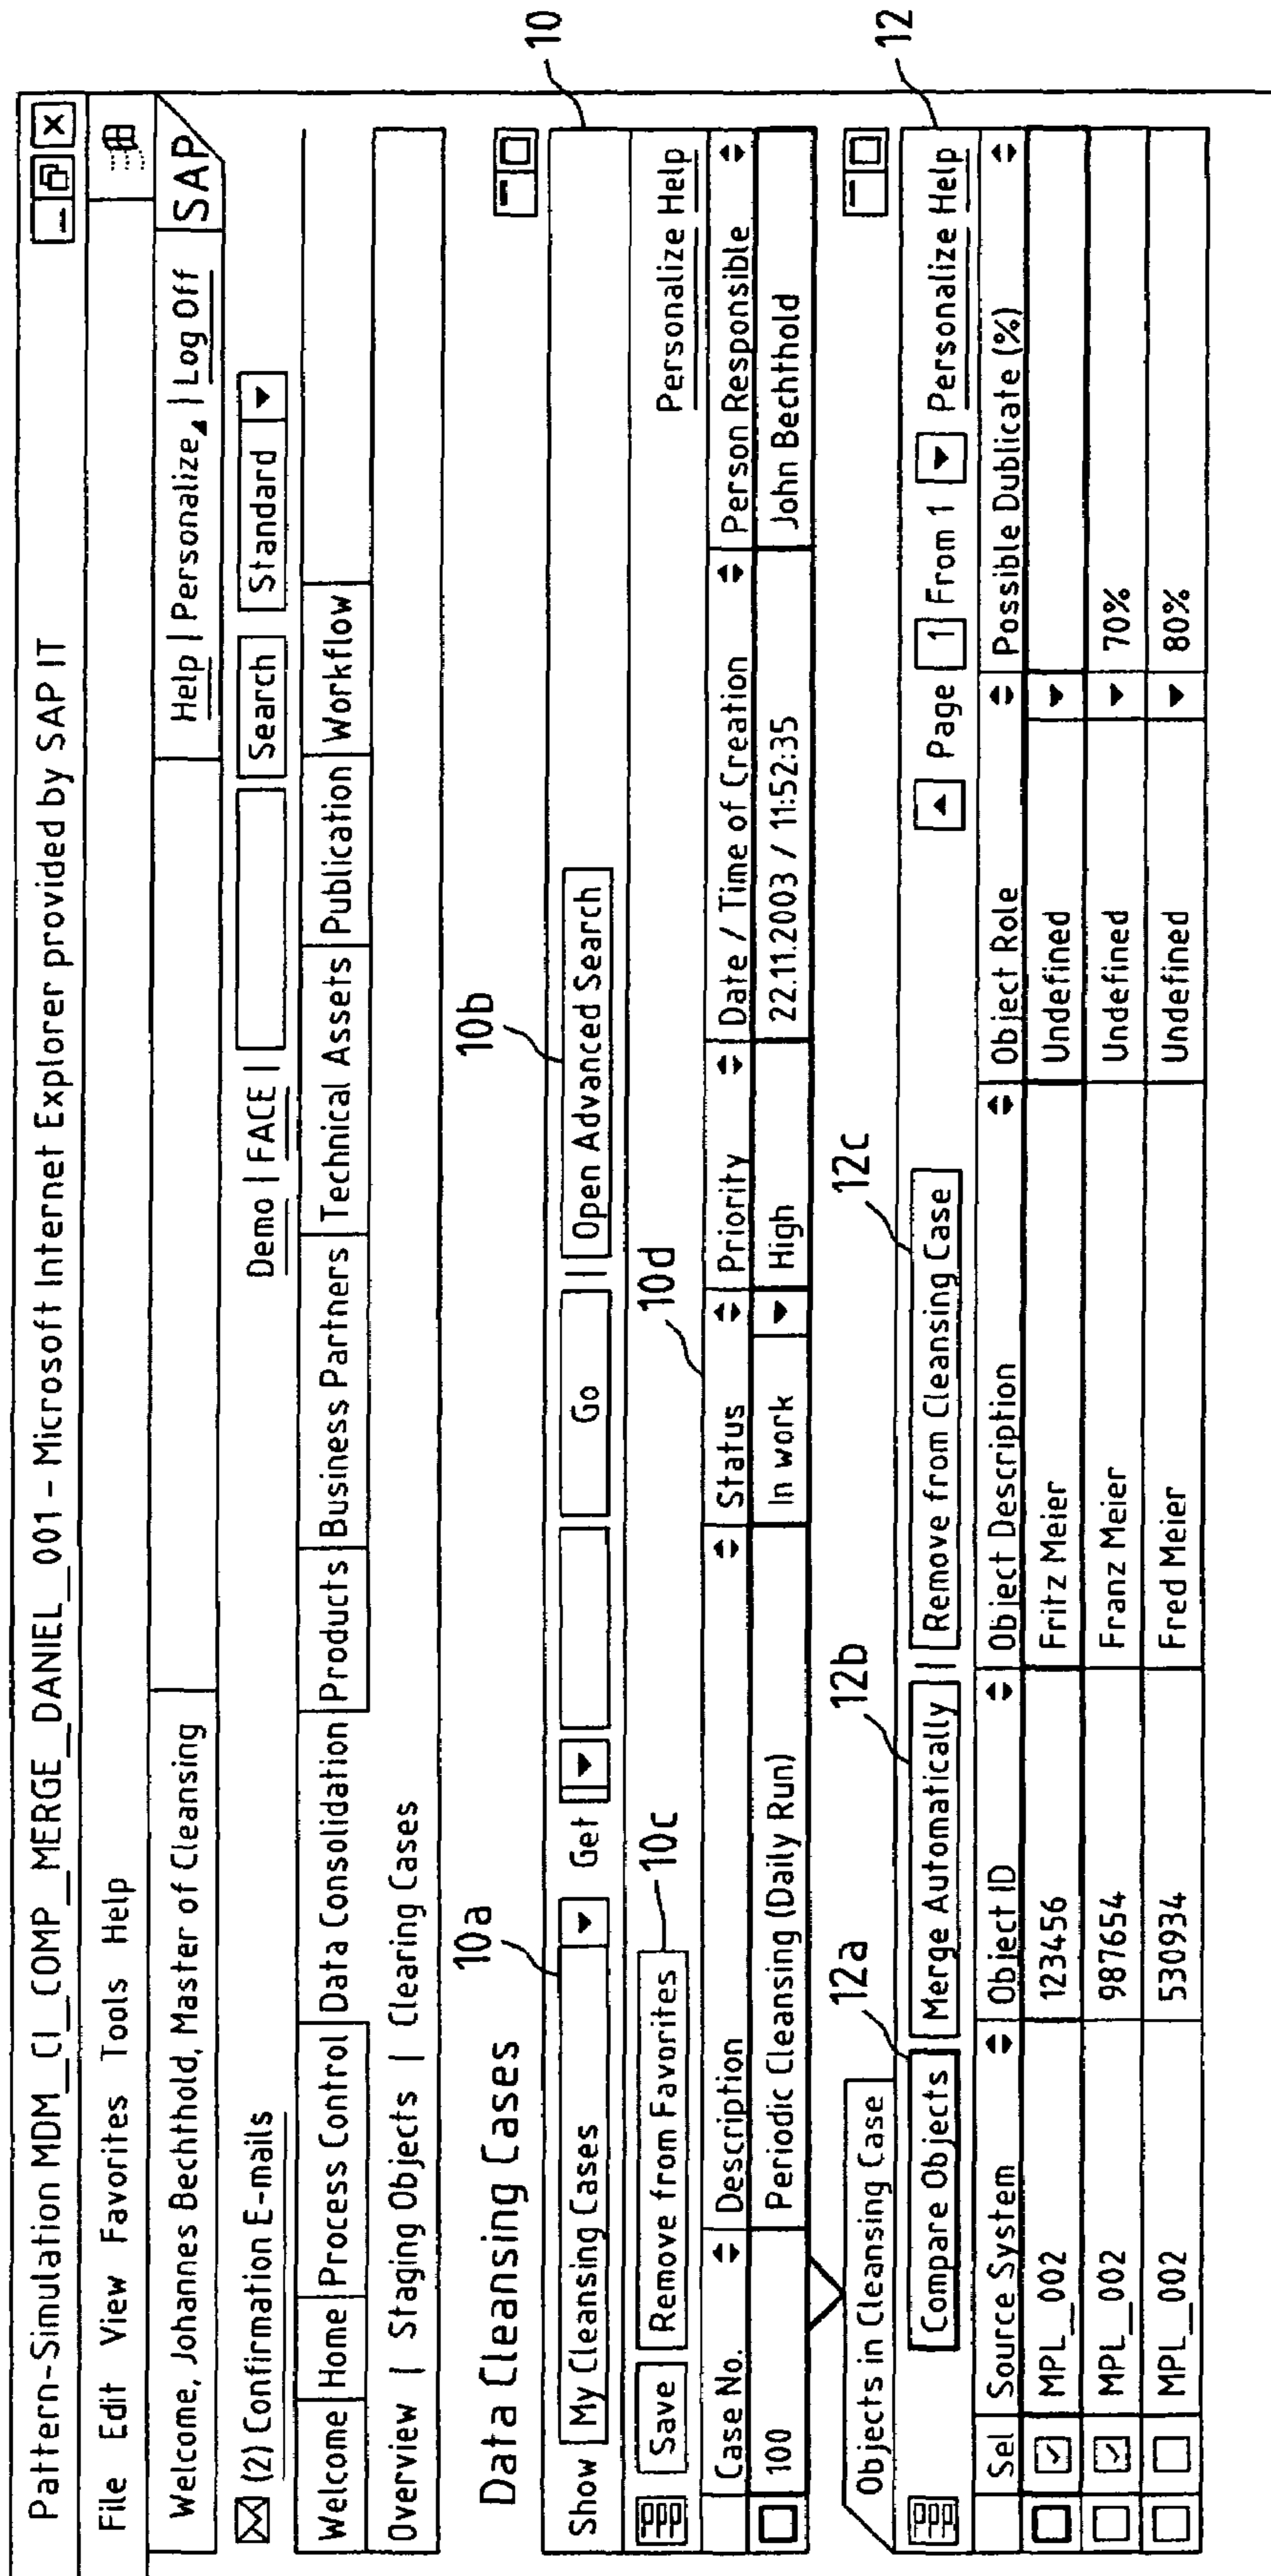 Pattern-Simulation MDM_CI_COMP_MERGE_DANIEL_001 - Microsoft Internet Explorer provided by SAP IT
File Edit View Favorites Tools Help
Welcome, Johannes Bechthold, Master of Cleansing Help | Personalize | Log Off SAP
(2) Confirmation E-mails Demo | FACE | Search Standard
Welcome Home Process Control Data Consolidation Products Business Partners Technical Assets Publication Workflow
Overview | Staging Objects | Clearing Cases
Data Cleansing Cases 10a 10b 10
Show My Cleansing Cases Get Go Open Advanced Search
Save Remove from Favorites 10c 10d Personalize Help
Case No. Description Status Priority Date / Time of Creation Person Responsible
100 Periodic Cleansing (Daily Run) In work High 22.11.2003 / 11:52:35 John Bechthold
Objects in Cleansing Case 12a 12b 12c 12
Compare Objects Merge Automatically Remove from Cleansing Case Page 1 From 1 Personalize Help
Sel Source System Object ID Object Description Object Role Possible Dublicate (%)
MPL_002 123456 Fritz Meier Undefined
MPL_002 987654 Franz Meier Undefined 70%
MPL_002 530934 Fred Meier Undefined 80%